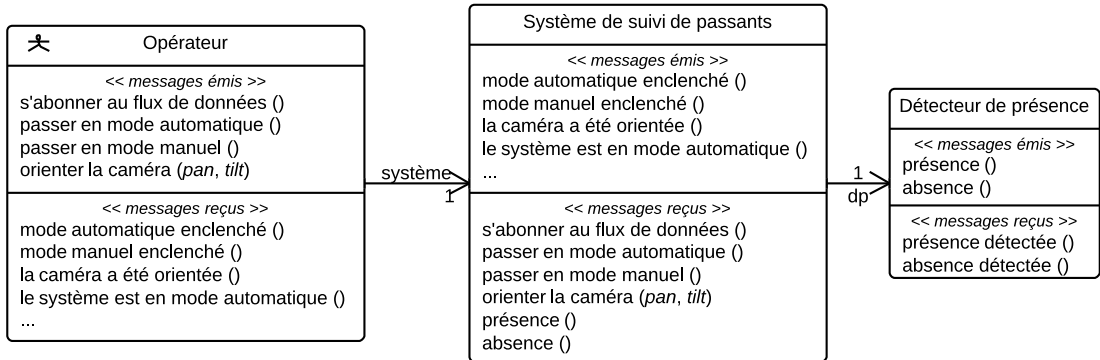 Opérateur
<< messages émis >>
s'abonner au flux de données ()
passer en mode automatique ()
passer en mode manuel ()
orienter la caméra (pan, tilt)
<< messages reçus >>
mode automatique enclenché ()
mode manuel enclenché ()
la caméra a été orientée ()
le système est en mode automatique ()
...
système
1
Système de suivi de passants
<< messages émis >>
mode automatique enclenché ()
mode manuel enclenché ()
la caméra a été orientée ()
le système est en mode automatique ()
...
<< messages reçus >>
s'abonner au flux de données ()
passer en mode automatique ()
passer en mode manuel ()
orienter la caméra (pan, tilt)
présence ()
absence ()
1
dp
Détecteur de présence
<< messages émis >>
présence ()
absence ()
<< messages reçus >>
présence détectée ()
absence détectée ()